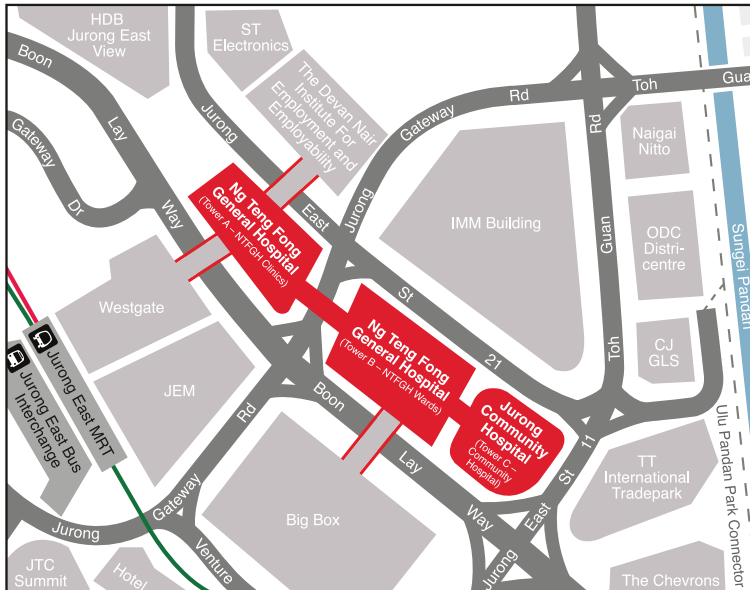 HDB
Jurong East
View
ST
Electronics
The Devan Nair
Institute For
Employment and
Employability
Boon
Lay
Way
Gateway
Dr
Jurong
East
St
21
Jurong
Gateway
Rd
Toh
Gua
Rd
Guan
Toh
Naigai
Nitto
ODC
Distri-
centre
CJ
GLS
Sungei Pandan
Ulu Pandan Park Connector
IMM Building
Ng Teng Fong
General Hospital
(Tower A – NTFGH Clinics)
Ng Teng Fong
General Hospital
(Tower B – NTFGH Wards)
Jurong
Community
Hospital
(Tower C –
Community
Hospital)
Westgate
JEM
Jurong East MRT
Jurong East Bus
Interchange
Boon
Lay
Way
Big Box
Jurong
Gateway
Rd
Venture
JTC
Summit
Hotel
Jurong
East
St
11
TT
International
Tradepark
The Chevrons